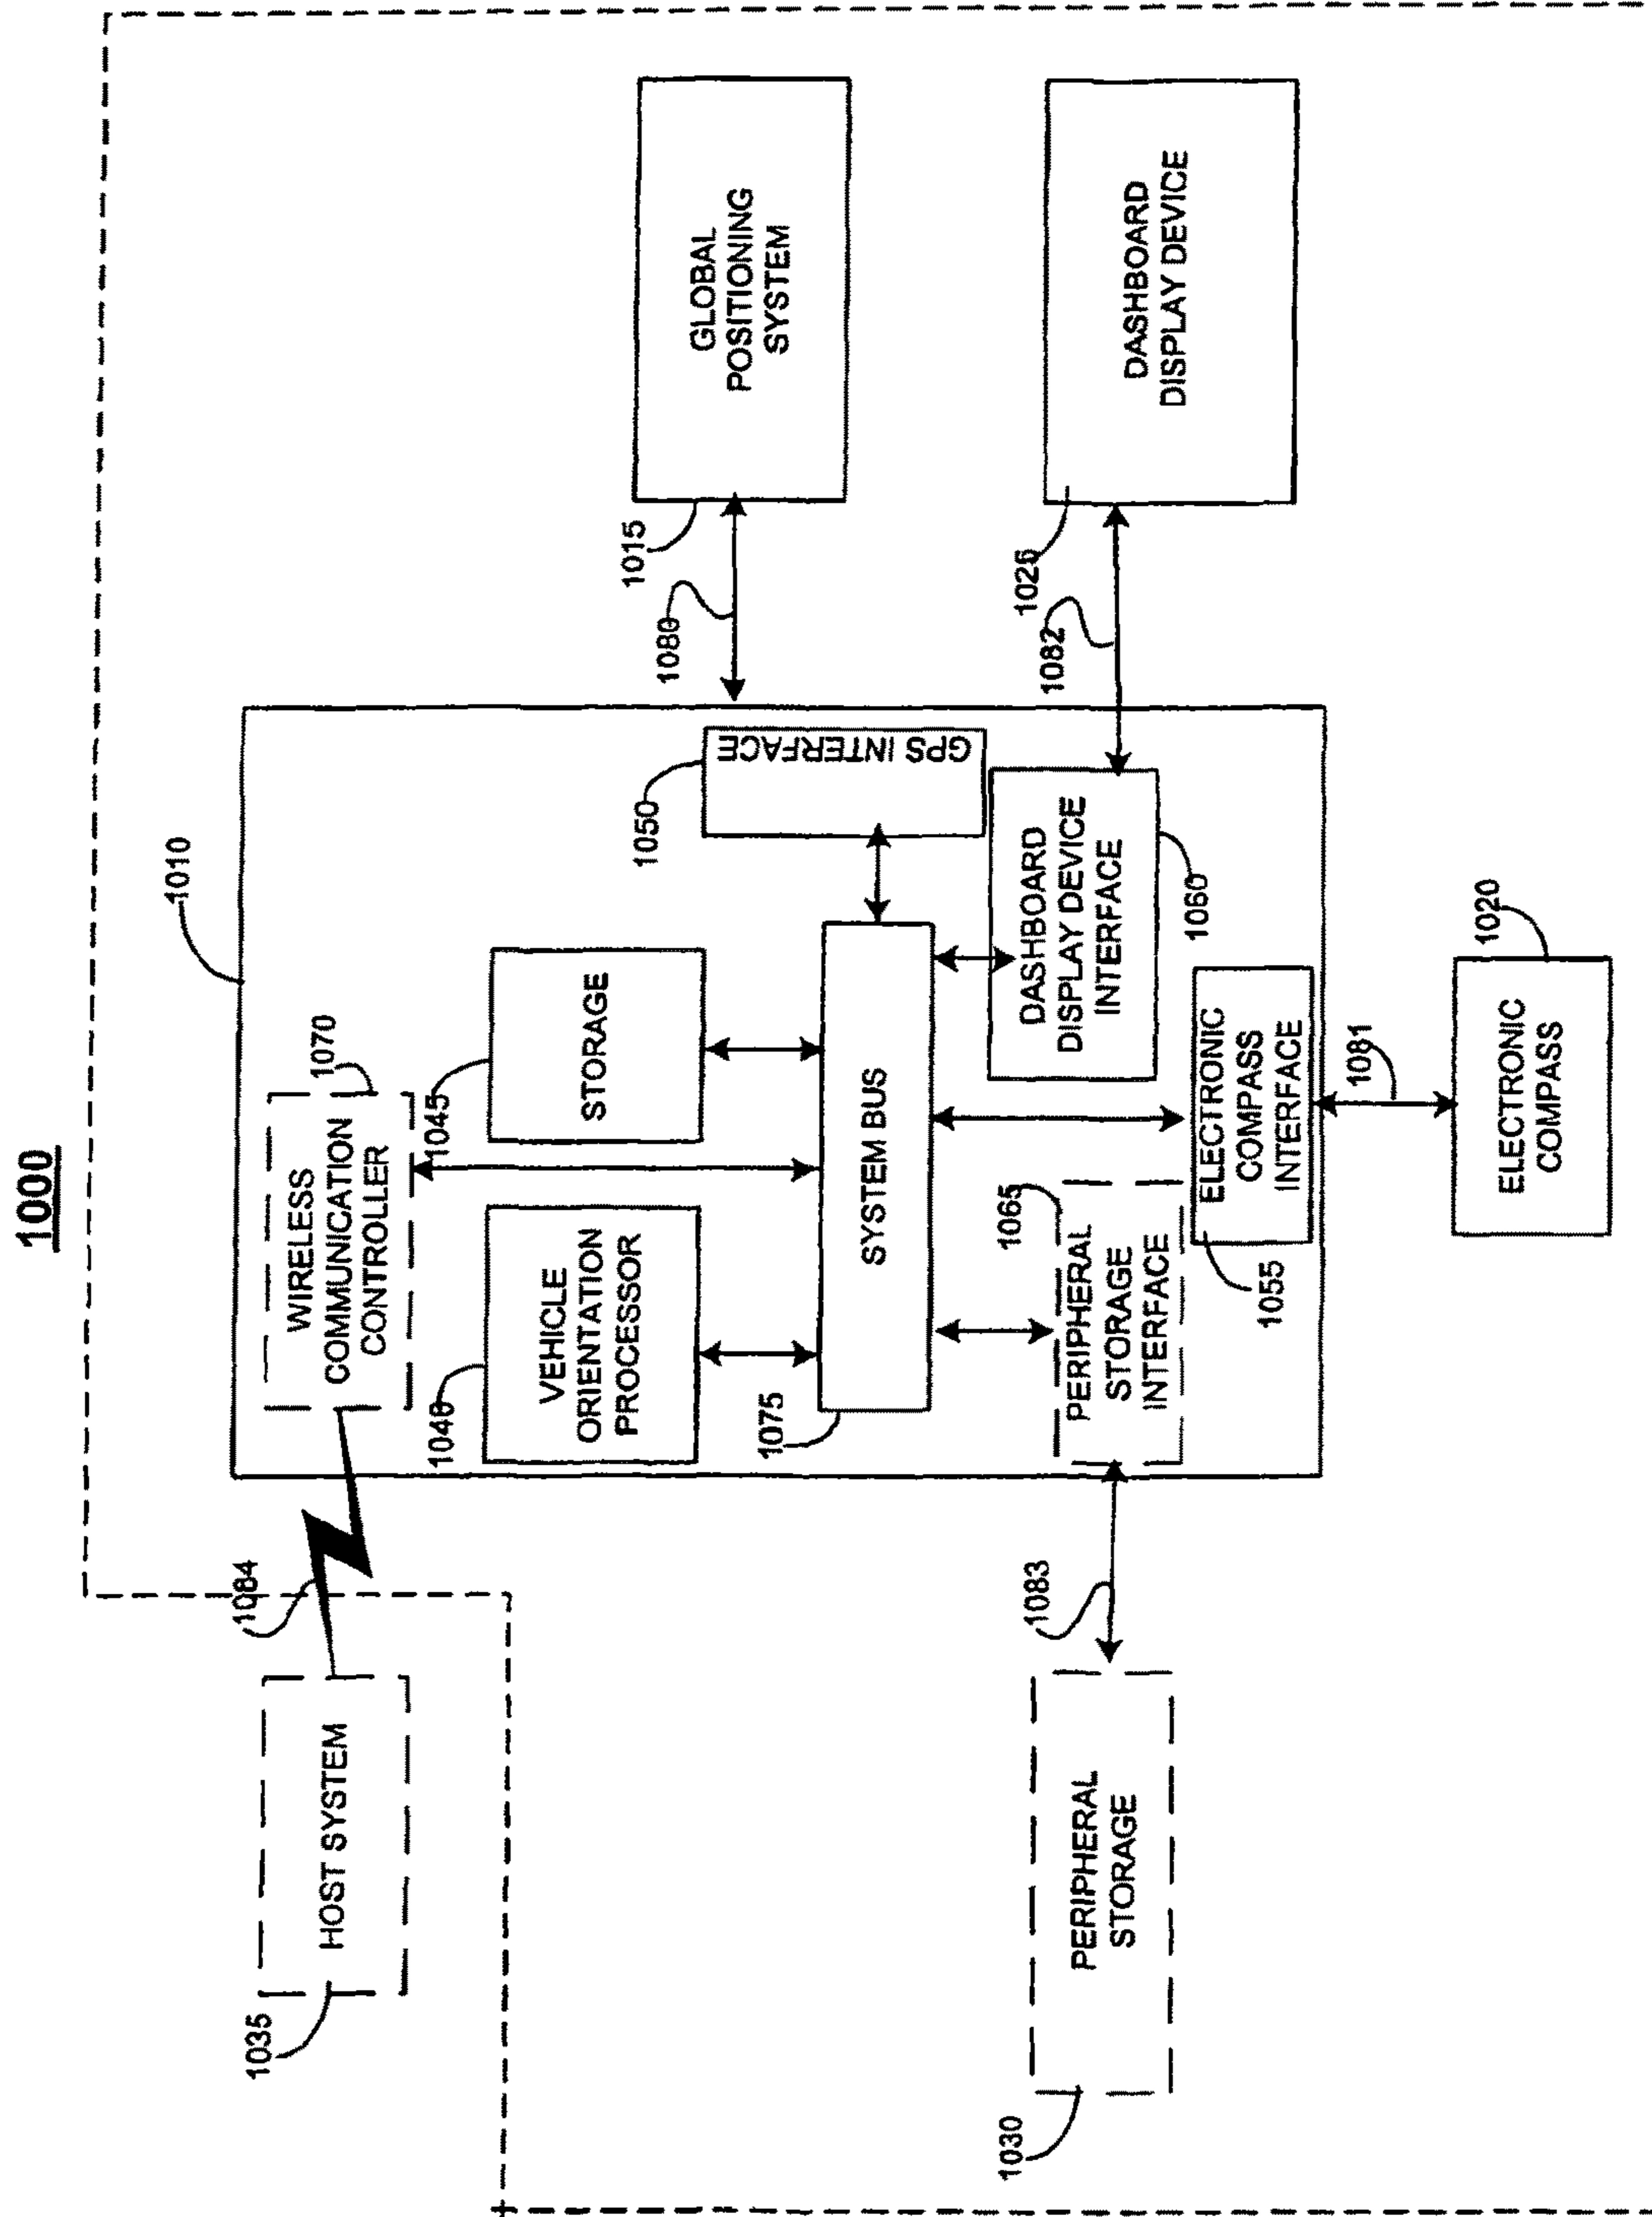 1000
1035
HOST SYSTEM
1084
WIRELESS
COMMUNICATION
CONTROLLER
1070
1010
1040
VEHICLE
ORIENTATION
PROCESSOR
1045
STORAGE
1075
SYSTEM BUS
1050
GPS INTERFACE
1080
1015
GLOBAL
POSITIONING
SYSTEM
1030
PERIPHERAL
STORAGE
1083
PERIPHERAL
STORAGE
INTERFACE
1065
DASHBOARD
DISPLAY DEVICE
INTERFACE
1060
1082
1025
DASHBOARD
DISPLAY DEVICE
1055
ELECTRONIC
COMPASS
INTERFACE
1081
ELECTRONIC
COMPASS
1020